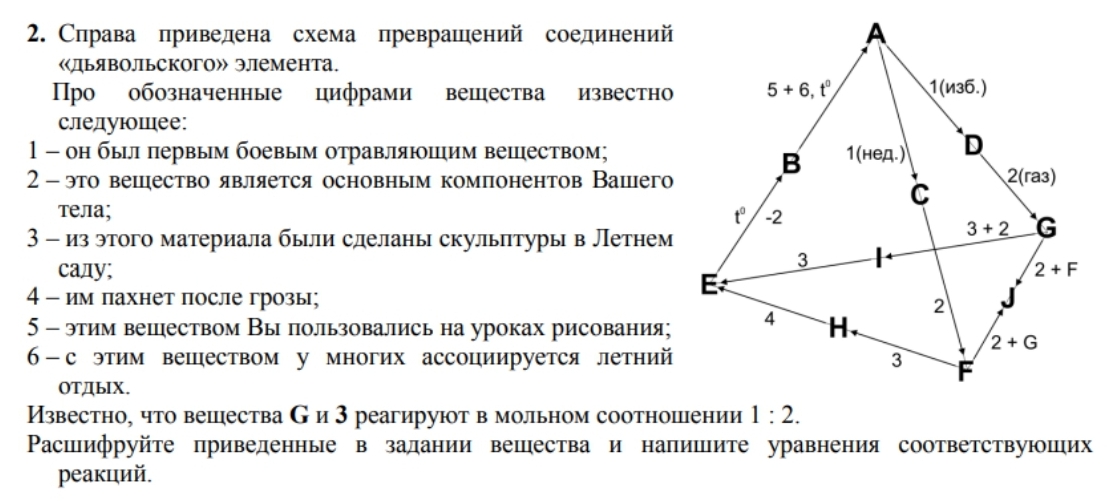 2. Справа приведена схема превращений соединений
«дьявольского» элемента.
Про обозначенные цифрами вещества известно
следующее:
1 – он был первым боевым отравляющим веществом;
2 – это вещество является основным компонентов Вашего
тела;
3 – из этого материала были сделаны скульптуры в Летнем
саду;
4 – им пахнет после грозы;
5 – этим веществом Вы пользовались на уроках рисования;
6 – с этим веществом у многих ассоциируется летний
отдых.
Известно, что вещества G и 3 реагируют в мольном соотношении 1 : 2.
Расшифруйте приведенные в задании вещества и напишите уравнения соответствующих
реакций.
A
5 + 6, t⁰
1(изб.)
D
1(нед.)
B
2(газ)
C
t⁰ -2
3 + 2
G
I
3
2 + F
E
J
2
4
H
2 + G
3
F